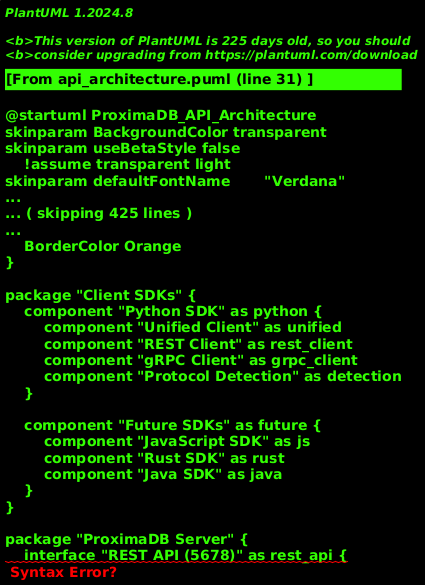 PlantUML 1.2024.8
<b>This version of PlantUML is 225 days old, so you should
<b>consider upgrading from https://plantuml.com/download
[From api_architecture.puml (line 31) ]
@startuml ProximaDB_API_Architecture
skinparam BackgroundColor transparent
skinparam useBetaStyle false
!assume transparent light
skinparam defaultFontName "Verdana"
...
... ( skipping 425 lines )
...
BorderColor Orange
}
package "Client SDKs" {
component "Python SDK" as python {
component "Unified Client" as unified
component "REST Client" as rest_client
component "gRPC Client" as grpc_client
component "Protocol Detection" as detection
}
component "Future SDKs" as future {
component "JavaScript SDK" as js
component "Rust SDK" as rust
component "Java SDK" as java
}
}
package "ProximaDB Server" {
interface "REST API (5678)" as rest_api {
Syntax Error?